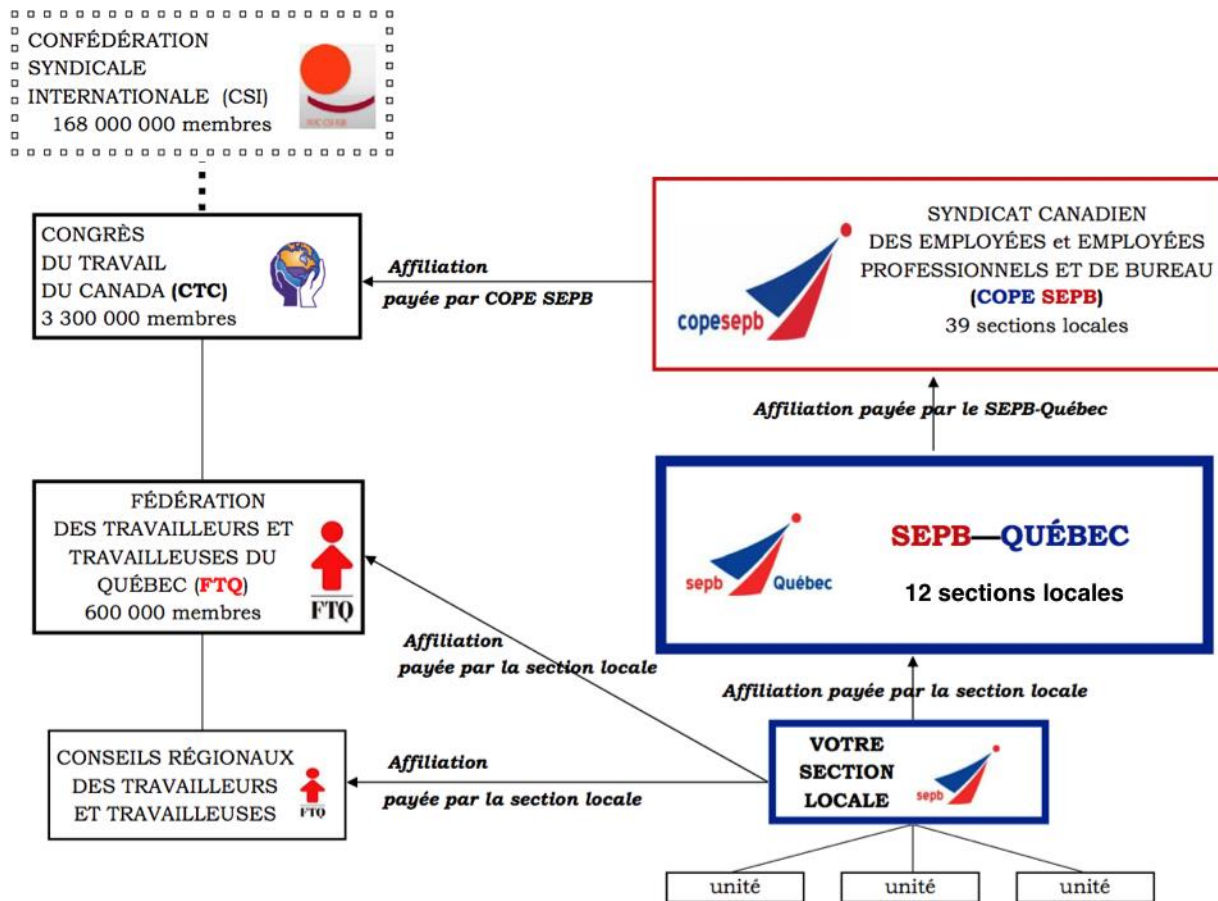 CONFÉDÉRATION
SYNDICALE
INTERNATIONALE (CSI)
168 000 000 membres
CONGRÈS
DU TRAVAIL
DU CANADA (CTC)
3 300 000 membres
Affiliation
payée par COPE SEPB
copesepb
SYNDICAT CANADIEN
DES EMPLOYÉES et EMPLOYÉES
PROFESSIONNELS ET DE BUREAU
(COPE SEPB)
39 sections locales
Affiliation payée par le SEPB-Québec
FÉDÉRATION
DES TRAVAILLEURS ET
TRAVAILLEUSES DU
QUÉBEC (FTQ)
600 000 membres
FTQ
sepb Québec
SEPB—QUÉBEC
12 sections locales
Affiliation
payée par la section locale
Affiliation payée par la section locale
CONSEILS RÉGIONAUX
DES TRAVAILLEURS
ET TRAVAILLEUSES
FTQ
Affiliation
payée par la section locale
VOTRE
SECTION
LOCALE
sepb
unité
unité
unité